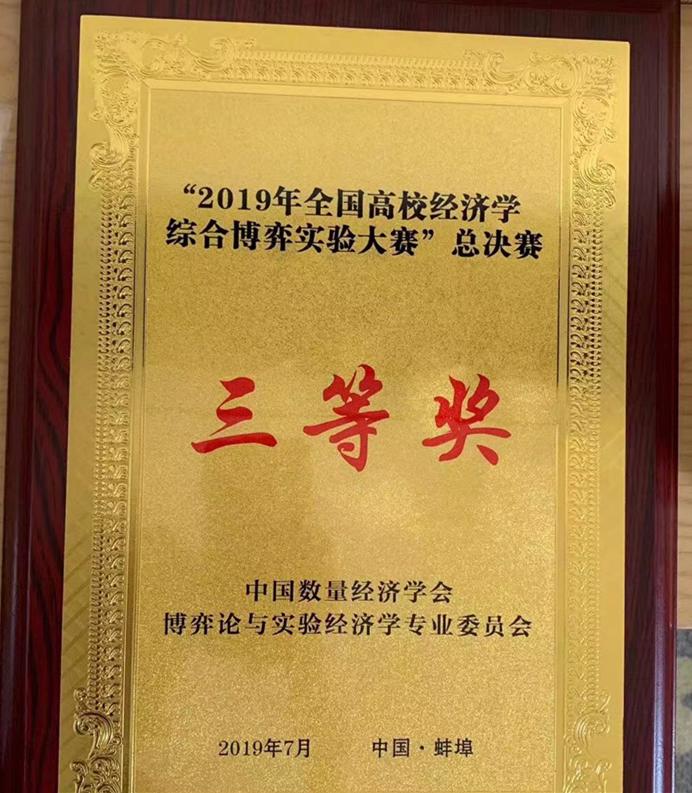 “2019年全国高校经济学
综合博弈实验大赛”总决赛
三等奖
中国数量经济学会
博弈论与实验经济学专业委员会
2019年7月 中国·蚌埠